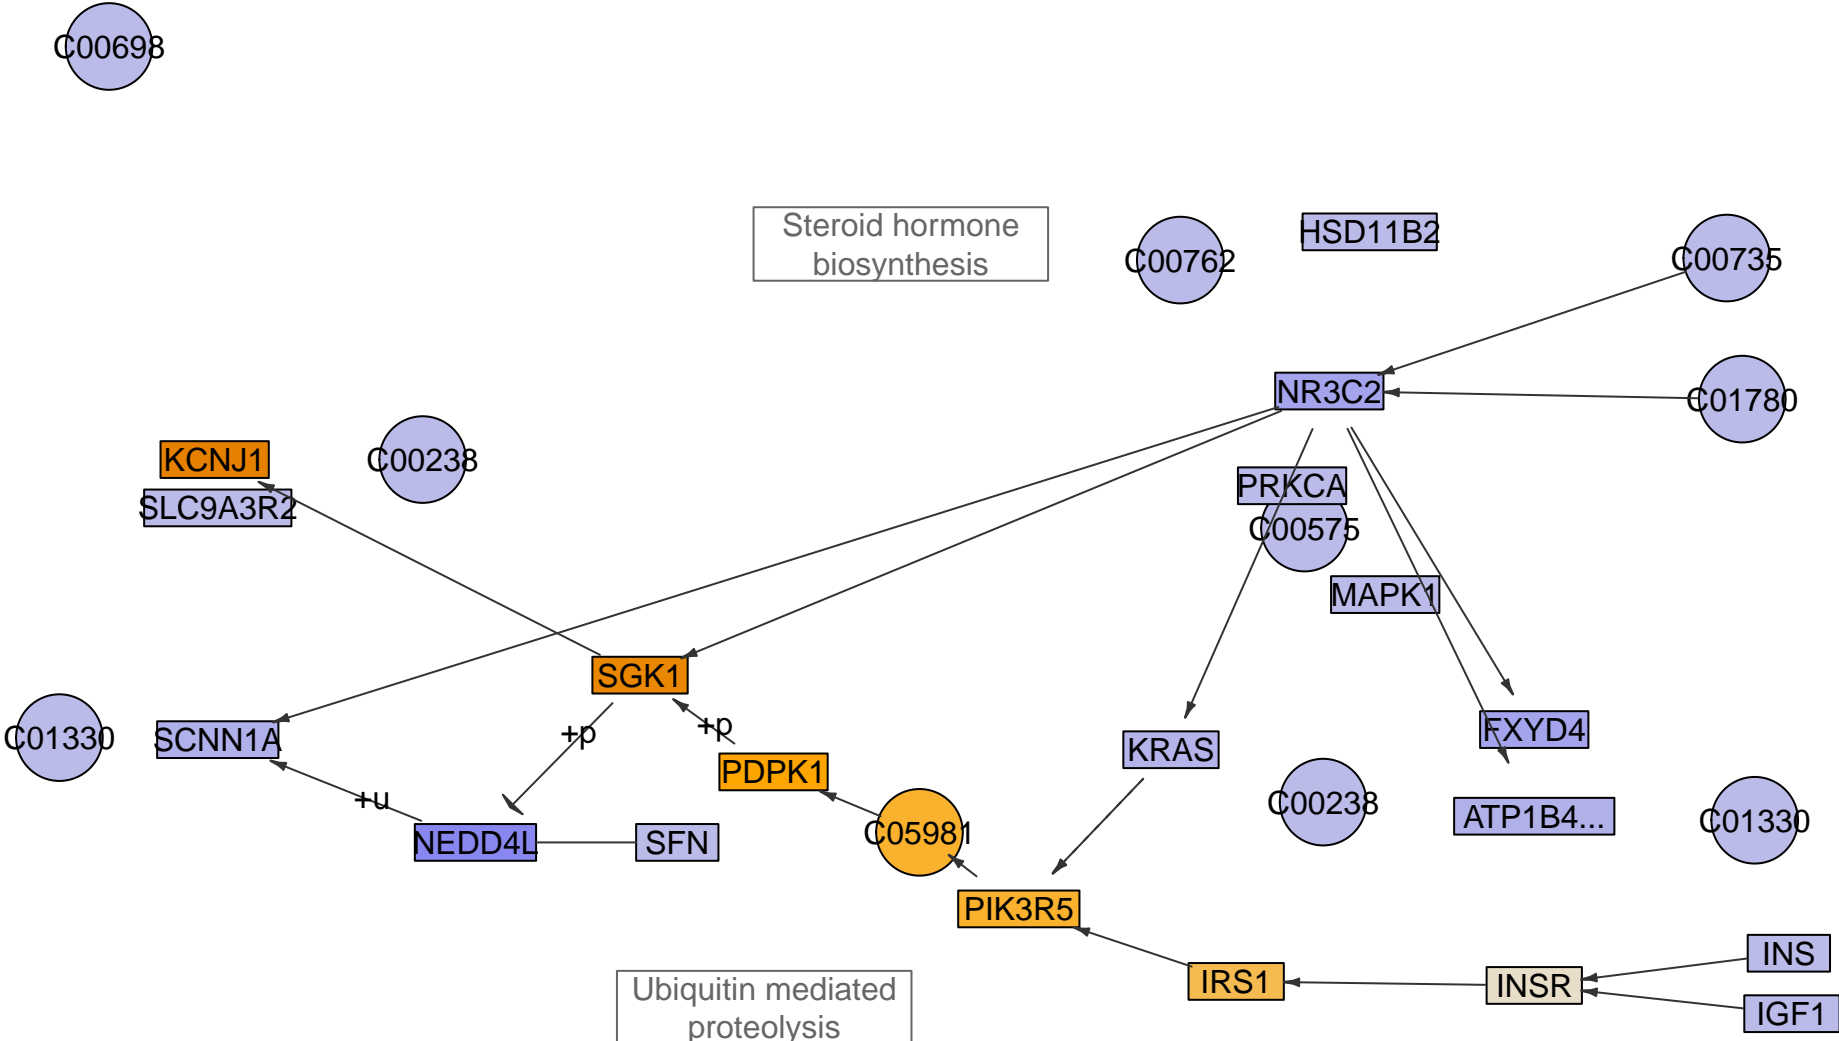 C00698
Steroid hormone
biosynthesis
C00762
HSD11B2
C00735
NR3C2
C01780
KCNJ1
C00238
SLC9A3R2
PRKCA
C00575
MAPK1
SGK1
C01330
SCNN1A
+p
+p
KRAS
FXYD4
PDPK1
+u
C00238
ATP1B4...
C01330
NEDD4L
SFN
C05981
PIK3R5
INS
IRS1
INSR
Ubiquitin mediated
proteolysis
IGF1